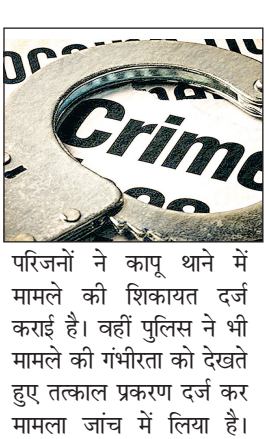 Crime
परिजनों ने कापू थाने में
मामले की शिकायत दर्ज
कराई है। वहीं पुलिस ने भी
मामले की गंभीरता को देखते
हुए तत्काल प्रकरण दर्ज कर
मामला जांच में लिया है।